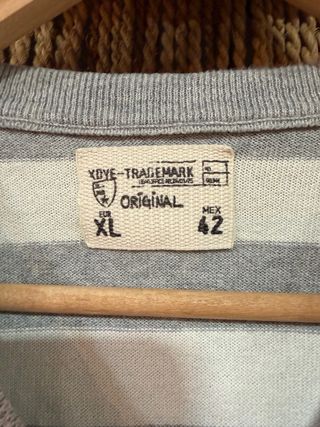 XDYE-TRADEMARK
ORIGINAL
EUR
XL
MEX
42